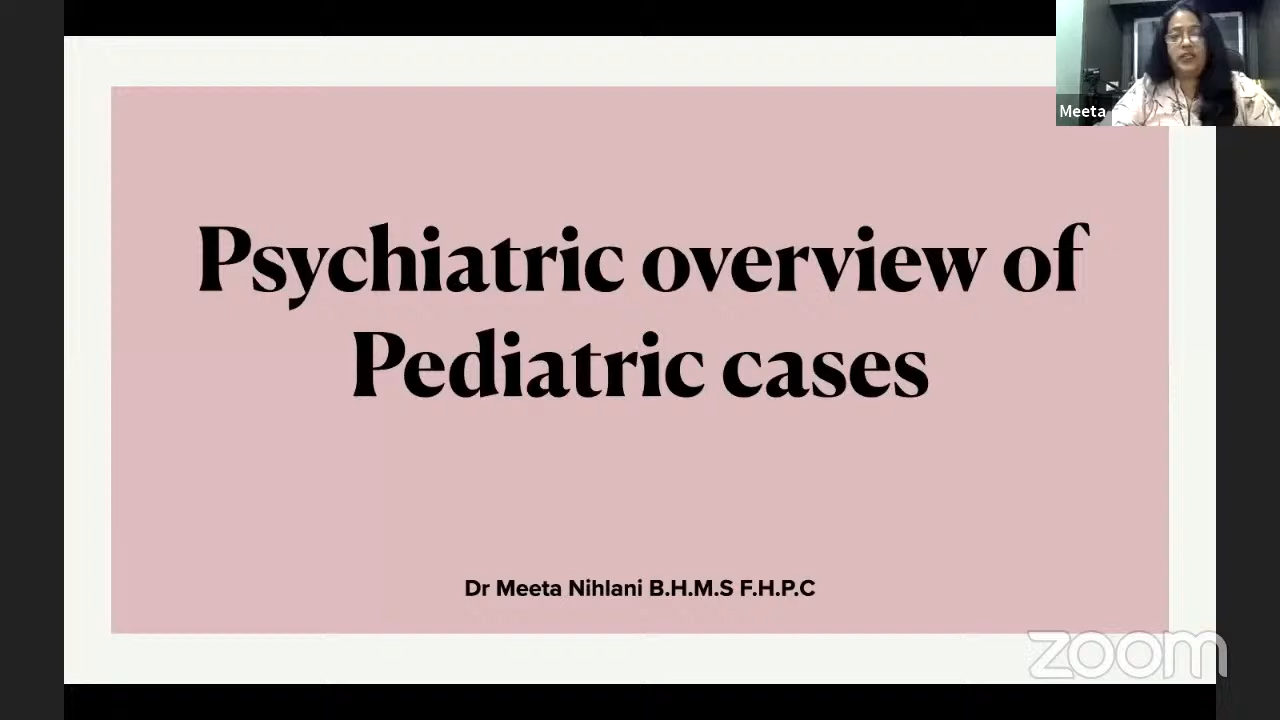 Meeta
Psychiatric overview of
Pediatric cases
Dr Meeta Nihlani B.H.M.S F.H.P.C
zoom